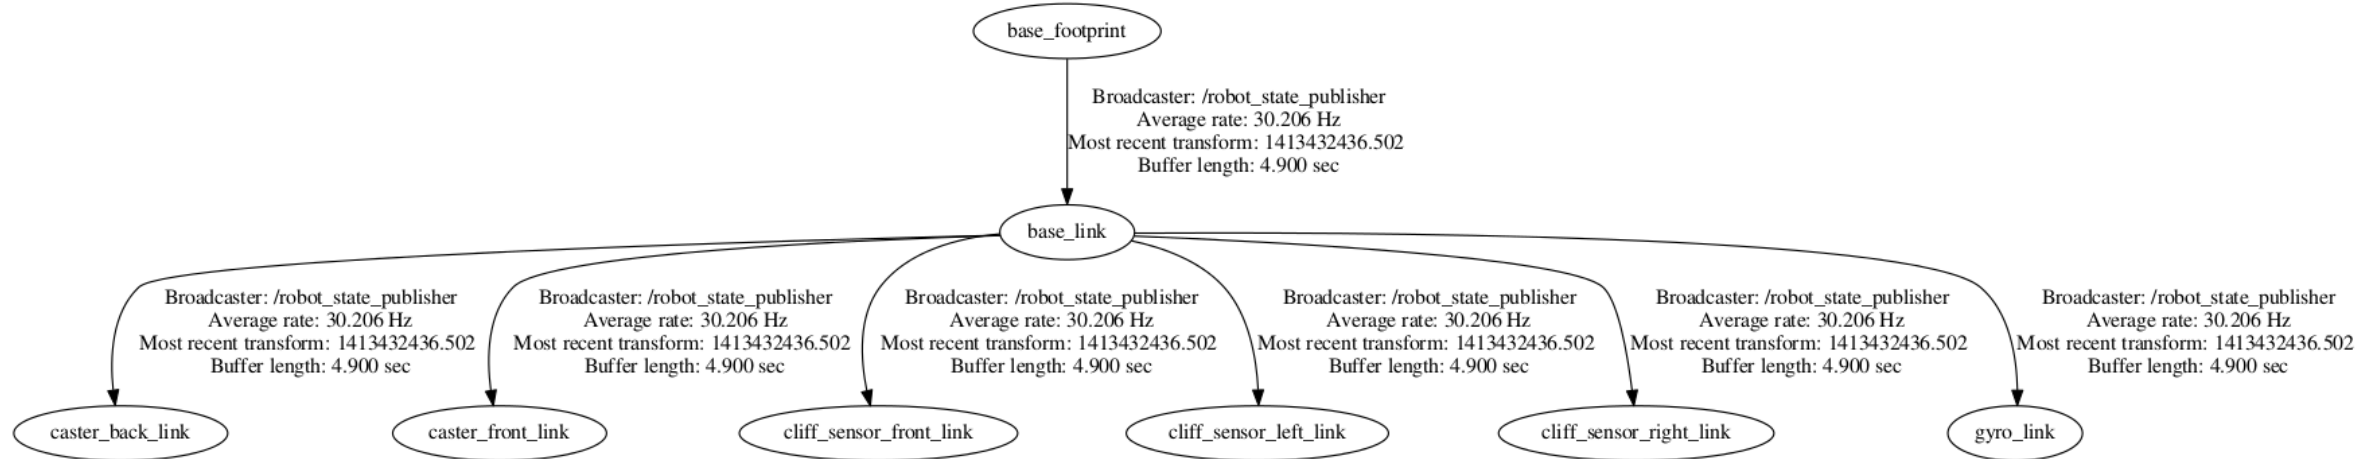 base_footprint
Broadcaster: /robot_state_publisher
Average rate: 30.206 Hz
Most recent transform: 1413432436.502
Buffer length: 4.900 sec
base_link
Broadcaster: /robot_state_publisher
Average rate: 30.206 Hz
Most recent transform: 1413432436.502
Buffer length: 4.900 sec
Broadcaster: /robot_state_publisher
Average rate: 30.206 Hz
Most recent transform: 1413432436.502
Buffer length: 4.900 sec
Broadcaster: /robot_state_publisher
Average rate: 30.206 Hz
Most recent transform: 1413432436.502
Buffer length: 4.900 sec
Broadcaster: /robot_state_publisher
Average rate: 30.206 Hz
Most recent transform: 1413432436.502
Buffer length: 4.900 sec
Broadcaster: /robot_state_publisher
Average rate: 30.206 Hz
Most recent transform: 1413432436.502
Buffer length: 4.900 sec
Broadcaster: /robot_state_publisher
Average rate: 30.206 Hz
Most recent transform: 1413432436.502
Buffer length: 4.900 sec
caster_back_link
caster_front_link
cliff_sensor_front_link
cliff_sensor_left_link
cliff_sensor_right_link
gyro_link